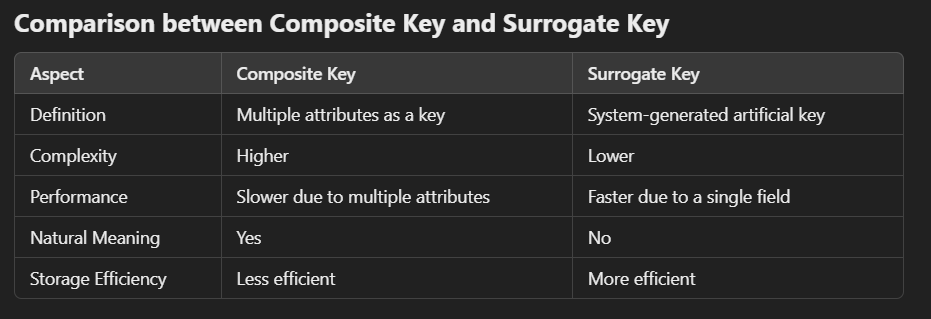 Comparison between Composite Key and Surrogate Key
Aspect Composite Key Surrogate Key
Definition Multiple attributes as a key System-generated artificial key
Complexity Higher Lower
Performance Slower due to multiple attributes Faster due to a single field
Natural Meaning Yes No
Storage Efficiency Less efficient More efficient